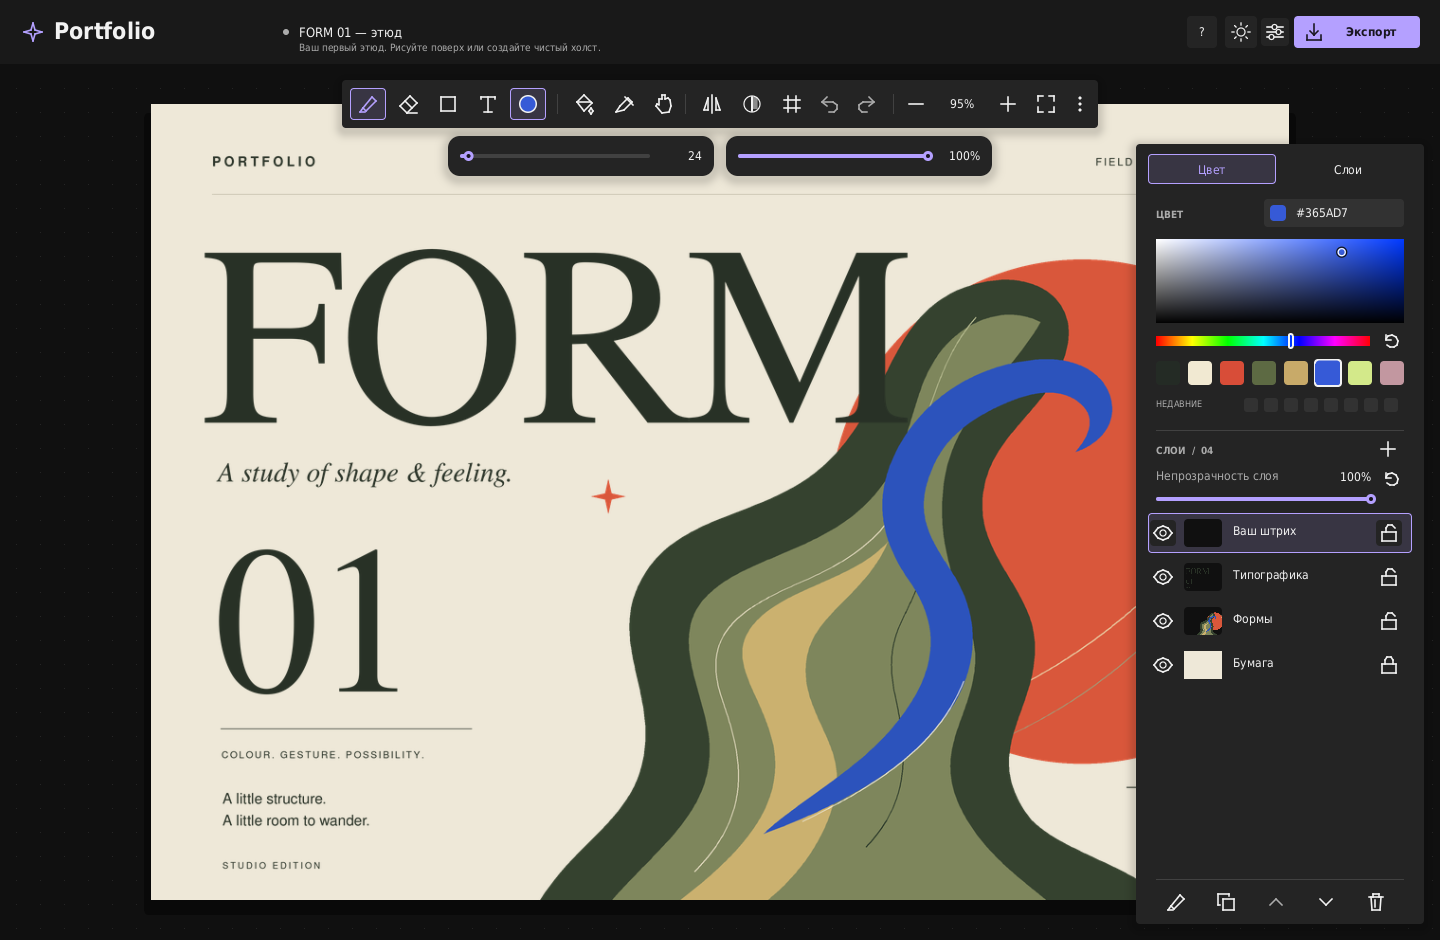 Portfolio
FORM 01 — этюд
Ваш первый этюд. Рисуйте поверх или создайте чистый холст.
?
Экспорт
95%
24
100%
PORTFOLIO
FIELD
FORM
A study of shape & feeling.
01
COLOUR. GESTURE. POSSIBILITY.
A little structure.
A little room to wander.
STUDIO EDITION
Цвет
Слои
ЦВЕТ
#365AD7
НЕДАВНИЕ
СЛОИ / 04
Непрозрачность слоя
100%
Ваш штрих
Типографика
Формы
Бумага